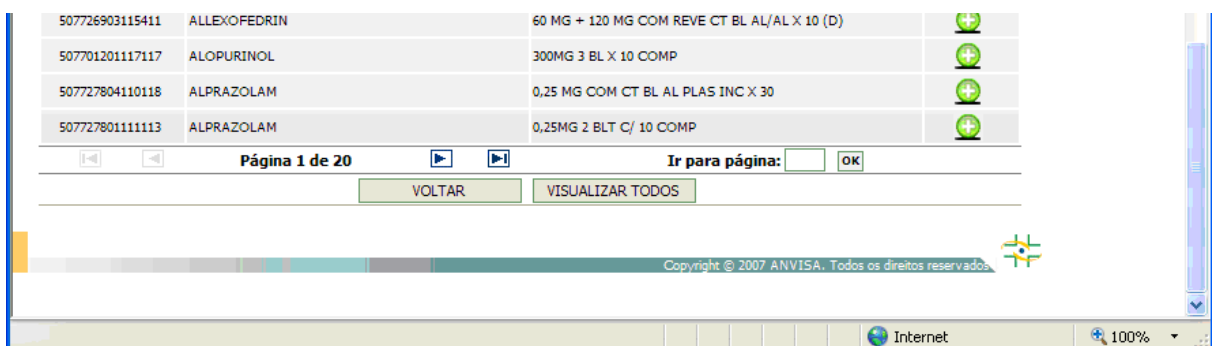 507726903115411 ALLEXOFEDRIN 60 MG + 120 MG COM REVE CT BL AL/AL X 10 (D)
507701201117117 ALOPURINOL 300MG 3 BL X 10 COMP
507727804110118 ALPRAZOLAM 0,25 MG COM CT BL AL PLAS INC X 30
507727801111113 ALPRAZOLAM 0,25MG 2 BLT C/ 10 COMP
Página 1 de 20 Ir para página: OK
VOLTAR VISUALIZAR TODOS
Copyright © 2007 ANVISA. Todos os direitos reservados
Internet 100%